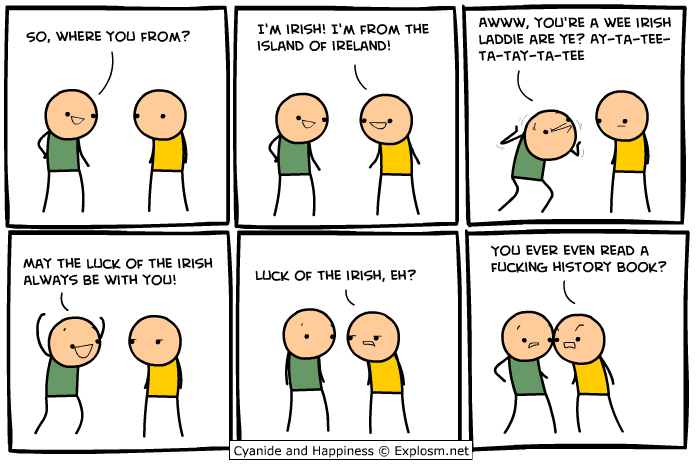 SO, WHERE YOU FROM?
I'M IRISH! I'M FROM THE
ISLAND OF IRELAND!
AWWW, YOU'RE A WEE IRISH
LADDIE ARE YE? AY-TA-TEE-
TA-TAY-TA-TEE
MAY THE LUCK OF THE IRISH
ALWAYS BE WITH YOU!
LUCK OF THE IRISH, EH?
YOU EVER EVEN READ A
FUCKING HISTORY BOOK?
Cyanide and Happiness © Explosm.net